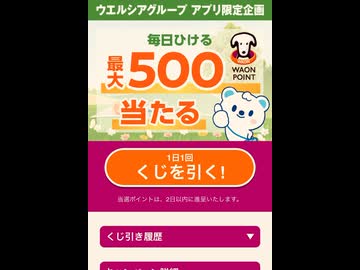 ウエルシアグループ アプリ限定企画
毎日ひける
最大500
当たる
WAON
POINT
1日1回
くじを引く!
当選ポイントは、2日以内に進呈いたします。
くじ引き履歴